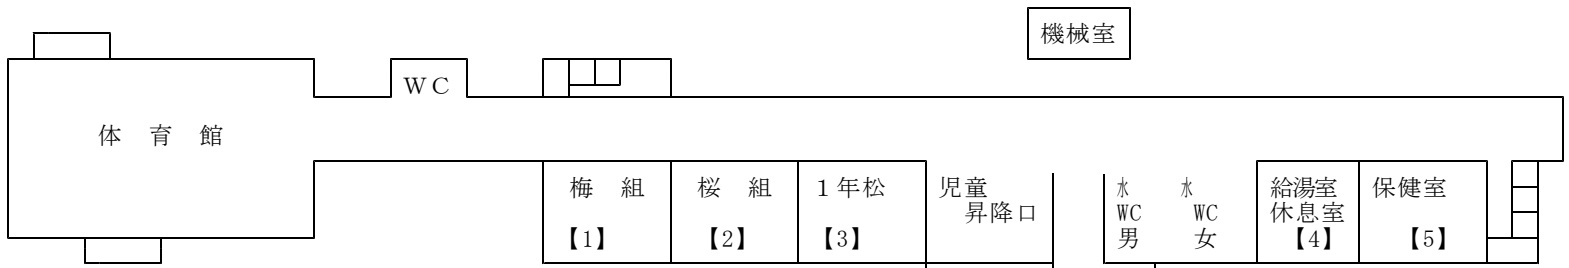 機械室
ＷＣ
体　育　館
梅　組
【1】
桜　組
【2】
１年松
【3】
児童
昇降口
水
WC
男
水
WC
女
給湯室
休息室
【4】
保健室
【5】